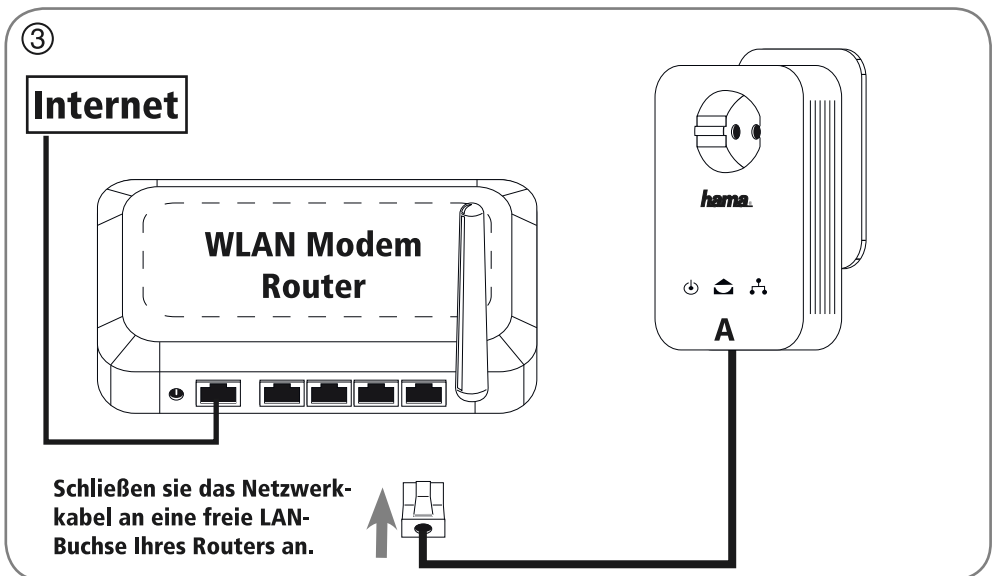 ③
Internet
WLAN Modem
Router
hama®
A
Schließen sie das Netzwerk-
kabel an eine freie LAN-
Buchse Ihres Routers an.